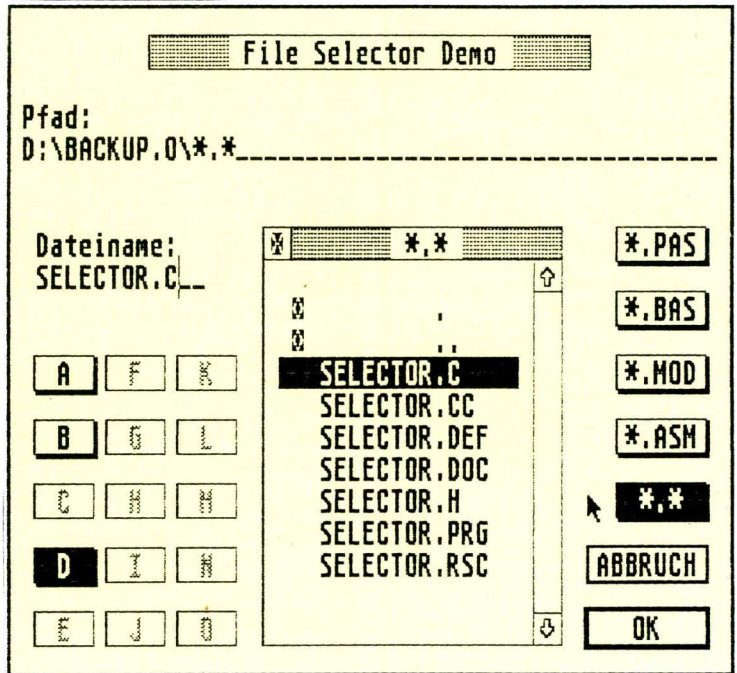 File Selector Demo
Pfad:
D:\BACKUP.O\*.*
Dateiname:
SELECTOR.C
*.*
.
..
SELECTOR.C
SELECTOR.CC
SELECTOR.DEF
SELECTOR.DOC
SELECTOR.H
SELECTOR.PRG
SELECTOR.RSC
A F K
B G L
C H M
D I N
E J O
*.PAS
*.BAS
*.MOD
*.ASM
*.*
ABBRUCH
OK